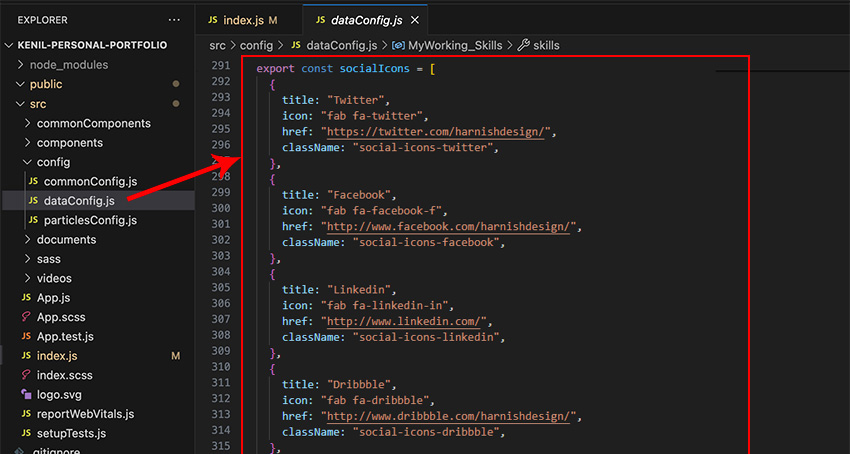 EXPLORER
KENIL-PERSONAL-PORTFOLIO
node_modules
public
src
commonComponents
components
config
JS commonConfig.js
JS dataConfig.js
JS particlesConfig.js
documents
sass
videos
JS App.js
App.scss
JS App.test.js
JS index.js M
index.scss
logo.svg
JS reportWebVitals.js
JS setupTests.js
.gitignore
JS index.js M
JS dataConfig.js
src > config > JS dataConfig.js > MyWorking_Skills > skills
291 export const socialIcons = [
292 {
293 title: "Twitter",
294 icon: "fab fa-twitter",
295 href: "https://twitter.com/harnishdesign/",
296 className: "social-icons-twitter",
},
298 {
299 title: "Facebook",
300 icon: "fab fa-facebook-f",
301 href: "http://www.facebook.com/harnishdesign/",
302 className: "social-icons-facebook",
303 },
304 {
305 title: "Linkedin",
306 icon: "fab fa-linkedin-in",
307 href: "http://www.linkedin.com/",
308 className: "social-icons-linkedin",
309 },
310 {
311 title: "Dribbble",
312 icon: "fab fa-dribbble",
313 href: "http://www.dribbble.com/harnishdesign/",
314 className: "social-icons-dribbble",
315 },